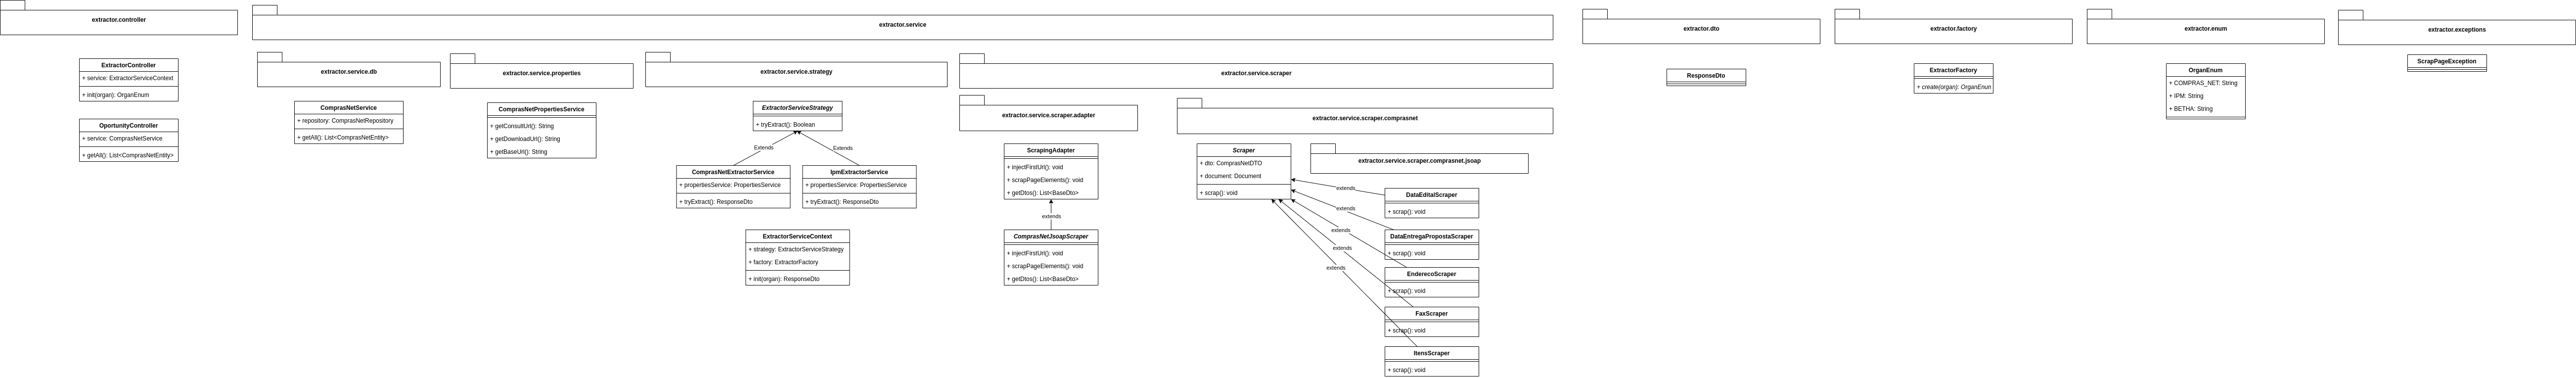 extractor.controller
ExtractorController
+ service: ExtractorServiceContext
+ init(organ): OrganEnum
OportunityController
+ service: ComprasNetService
+ getAll(): List<ComprasNetEntity>
extractor.service
extractor.service.db
ComprasNetService
+ repository: ComprasNetRepository
+ getAll(): List<ComprasNetEntity>
extractor.service.properties
ComprasNetPropertiesService
+ getConsultUrl(): String
+ getDownloadUrl(): String
+ getBaseUrl(): String
extractor.service.strategy
ExtractorServiceStrategy
+ tryExtract(): Boolean
Extends
Extends
ComprasNetExtractorService
+ propertiesService: PropertiesService
+ tryExtract(): ResponseDto
IpmExtractorService
+ propertiesService: PropertiesService
+ tryExtract(): ResponseDto
ExtractorServiceContext
+ strategy: ExtractorServiceStrategy
+ factory: ExtractorFactory
+ init(organ): ResponseDto
extractor.service.scraper
extractor.service.scraper.adapter
ScrapingAdapter
+ injectFirstUrl(): void
+ scrapPageElements(): void
+ getDtos(): List<BaseDto>
extends
ComprasNetJsoapScraper
+ injectFirstUrl(): void
+ scrapPageElements(): void
+ getDtos(): List<BaseDto>
extractor.service.scraper.comprasnet
Scraper
+ dto: ComprasNetDTO
+ document: Document
+ scrap(): void
extractor.service.scraper.comprasnet.jsoap
extends
extends
extends
extends
extends
DataEditalScraper
+ scrap(): void
DataEntregaPropostaScraper
+ scrap(): void
EnderecoScraper
+ scrap(): void
FaxScraper
+ scrap(): void
ItensScraper
+ scrap(): void
extractor.dto
ResponseDto
extractor.factory
ExtractorFactory
+ create(organ): OrganEnun
extractor.enum
OrganEnum
+ COMPRAS_NET: String
+ IPM: String
+ BETHA: String
extractor.exceptions
ScrapPageException